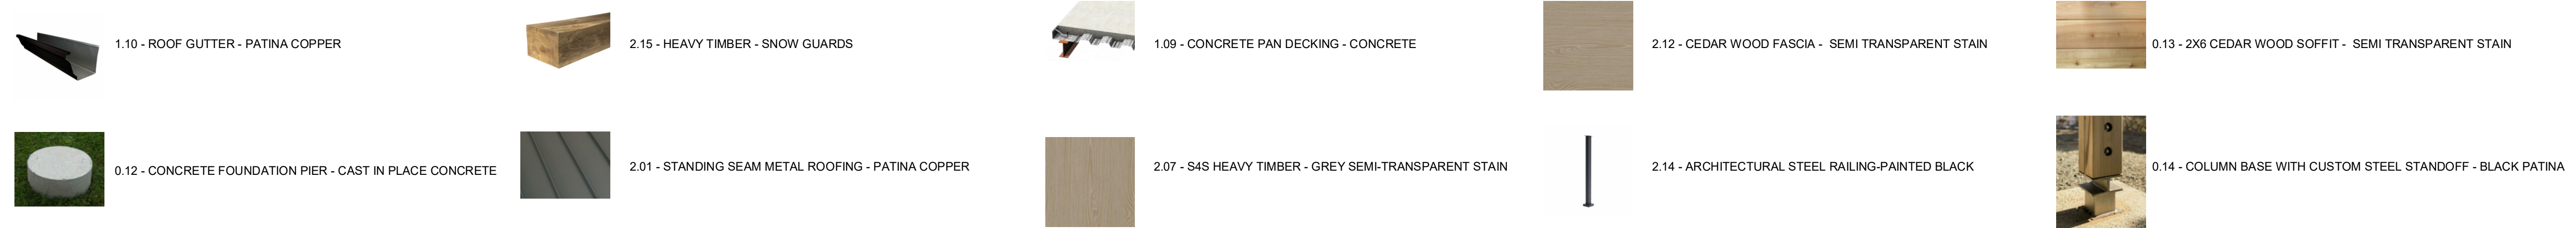 1.10 - ROOF GUTTER - PATINA COPPER
2.15 - HEAVY TIMBER - SNOW GUARDS
1.09 - CONCRETE PAN DECKING - CONCRETE
2.12 - CEDAR WOOD FASCIA -  SEMI TRANSPARENT STAIN
0.13 - 2X6 CEDAR WOOD SOFFIT -  SEMI TRANSPARENT STAIN
0.12 - CONCRETE FOUNDATION PIER - CAST IN PLACE CONCRETE
2.01 - STANDING SEAM METAL ROOFING - PATINA COPPER
2.07 - S4S HEAVY TIMBER - GREY SEMI-TRANSPARENT STAIN
2.14 - ARCHITECTURAL STEEL RAILING-PAINTED BLACK
0.14 - COLUMN BASE WITH CUSTOM STEEL STANDOFF - BLACK PATINA